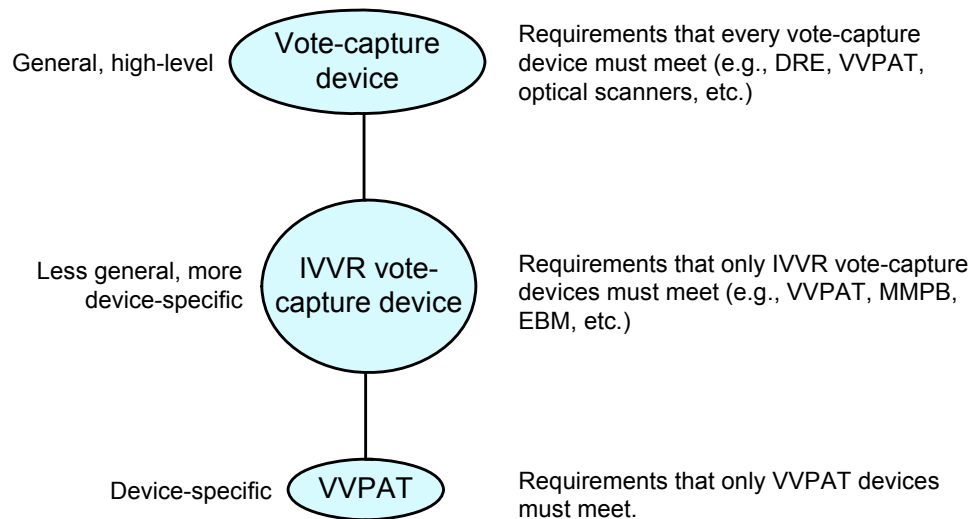 General, high-level
Vote-capture
device
Requirements that every vote-capture
device must meet (e.g., DRE, VVPAT,
optical scanners, etc.)
Less general, more
device-specific
IVVR vote-
capture device
Requirements that only IVVR vote-capture
devices must meet (e.g., VVPAT, MMPB,
EBM, etc.)
Device-specific
VVPAT
Requirements that only VVPAT devices
must meet.